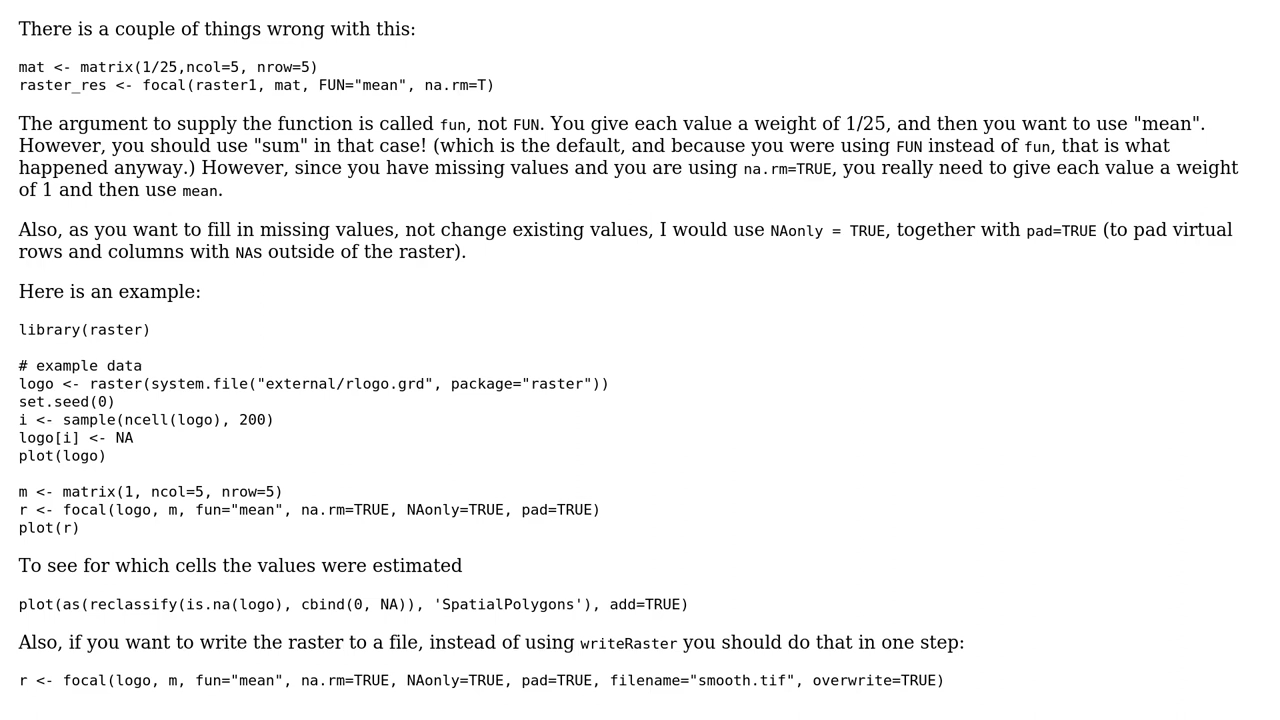 There is a couple of things wrong with this:
mat <- matrix(1/25,ncol=5, nrow=5)
raster_res <- focal(raster1, mat, FUN="mean", na.rm=T)
The argument to supply the function is called fun, not FUN. You give each value a weight of 1/25, and then you want to use "mean".
However, you should use "sum" in that case! (which is the default, and because you were using FUN instead of fun, that is what
happened anyway.) However, since you have missing values and you are using na.rm=TRUE, you really need to give each value a weight
of 1 and then use mean.
Also, as you want to fill in missing values, not change existing values, I would use NAonly = TRUE, together with pad=TRUE (to pad virtual
rows and columns with NAs outside of the raster).
Here is an example:
library(raster)
# example data
logo <- raster(system.file("external/rlogo.grd", package="raster"))
set.seed(0)
i <- sample(ncell(logo), 200)
logo[i] <- NA
plot(logo)
m <- matrix(1, ncol=5, nrow=5)
r <- focal(logo, m, fun="mean", na.rm=TRUE, NAonly=TRUE, pad=TRUE)
plot(r)
To see for which cells the values were estimated
plot(as(reclassify(is.na(logo), cbind(0, NA)), 'SpatialPolygons'), add=TRUE)
Also, if you want to write the raster to a file, instead of using writeRaster you should do that in one step:
r <- focal(logo, m, fun="mean", na.rm=TRUE, NAonly=TRUE, pad=TRUE, filename="smooth.tif", overwrite=TRUE)